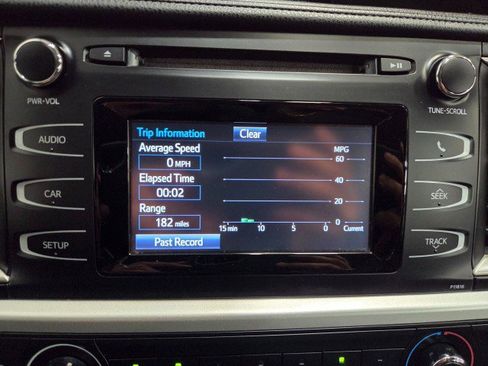 PWR•VOL
TUNE•SCROLL
AUDIO
CAR
SETUP
SEEK
TRACK
P11816
Trip Information
Clear
Average Speed
0 MPH
Elapsed Time
00:02
Range
182 miles
Past Record
MPG
60
40
20
0
15 min 10 5 0 Current